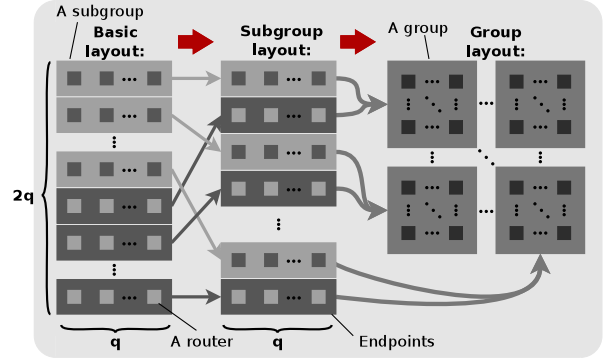 A subgroup
Basic
layout:
Subgroup
layout:
A group
Group
layout:
2q
q
A router
q
Endpoints